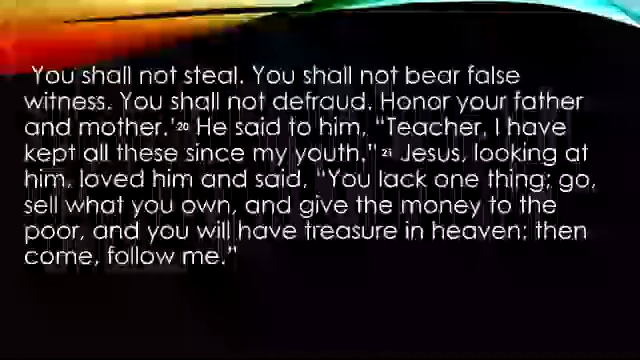 You shall not steal. You shall not bear false
witness. You shall not defraud. Honor your father
and mother.’ 20 He said to him, “Teacher, I have
kept all these since my youth.” 21 Jesus, looking at
him, loved him and said, “You lack one thing; go,
sell what you own, and give the money to the
poor, and you will have treasure in heaven; then
come, follow me.”